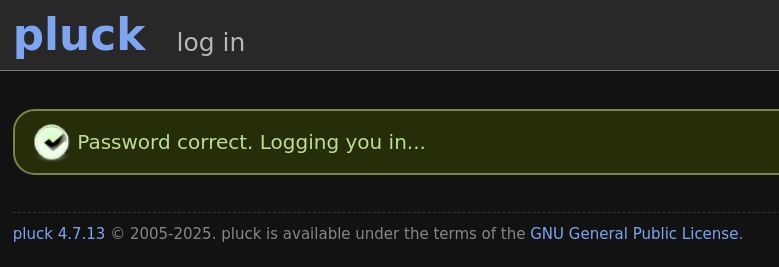 pluck log in
Password correct. Logging you in...
pluck 4.7.13 © 2005-2025. pluck is available under the terms of the GNU General Public License.